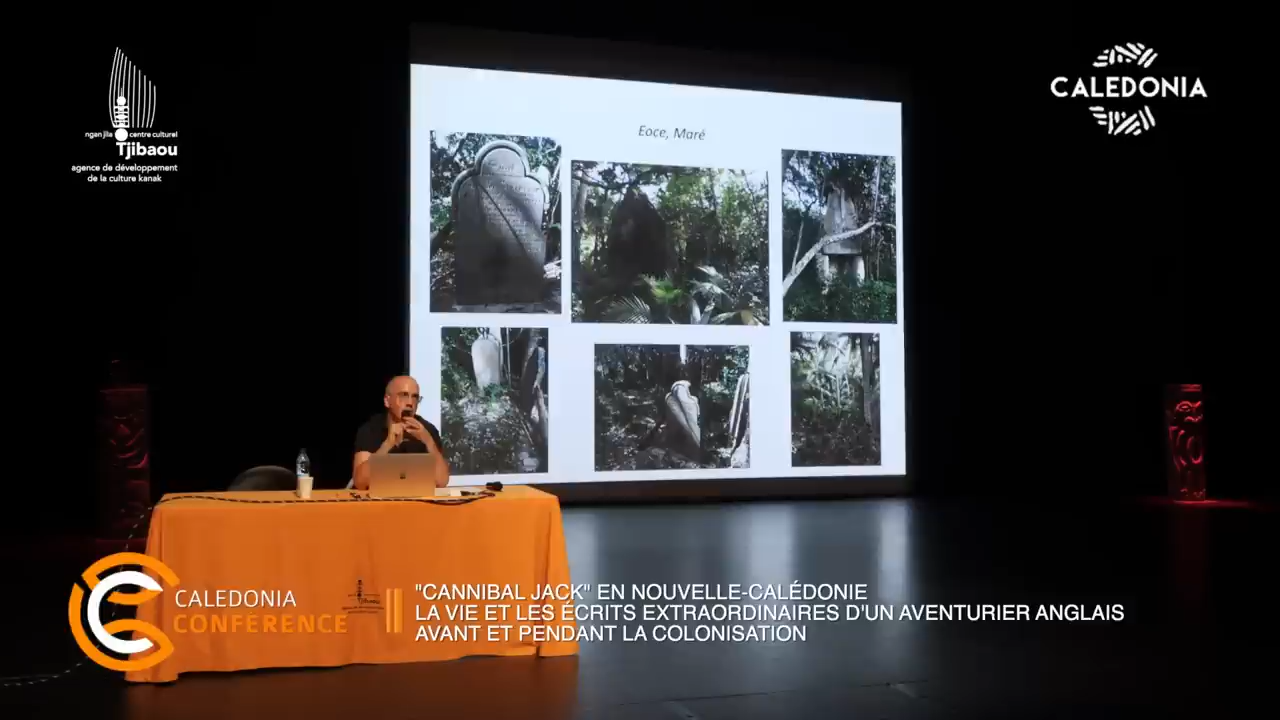 ngan jila centre culturel
Tjibaou
agence de développement
de la culture kanak
CALEDONIA
Eoce, Maré
CALEDONIA
CONFERENCE
"CANNIBAL JACK" EN NOUVELLE-CALÉDONIE
LA VIE ET LES ÉCRITS EXTRAORDINAIRES D'UN AVENTURIER ANGLAIS
AVANT ET PENDANT LA COLONISATION